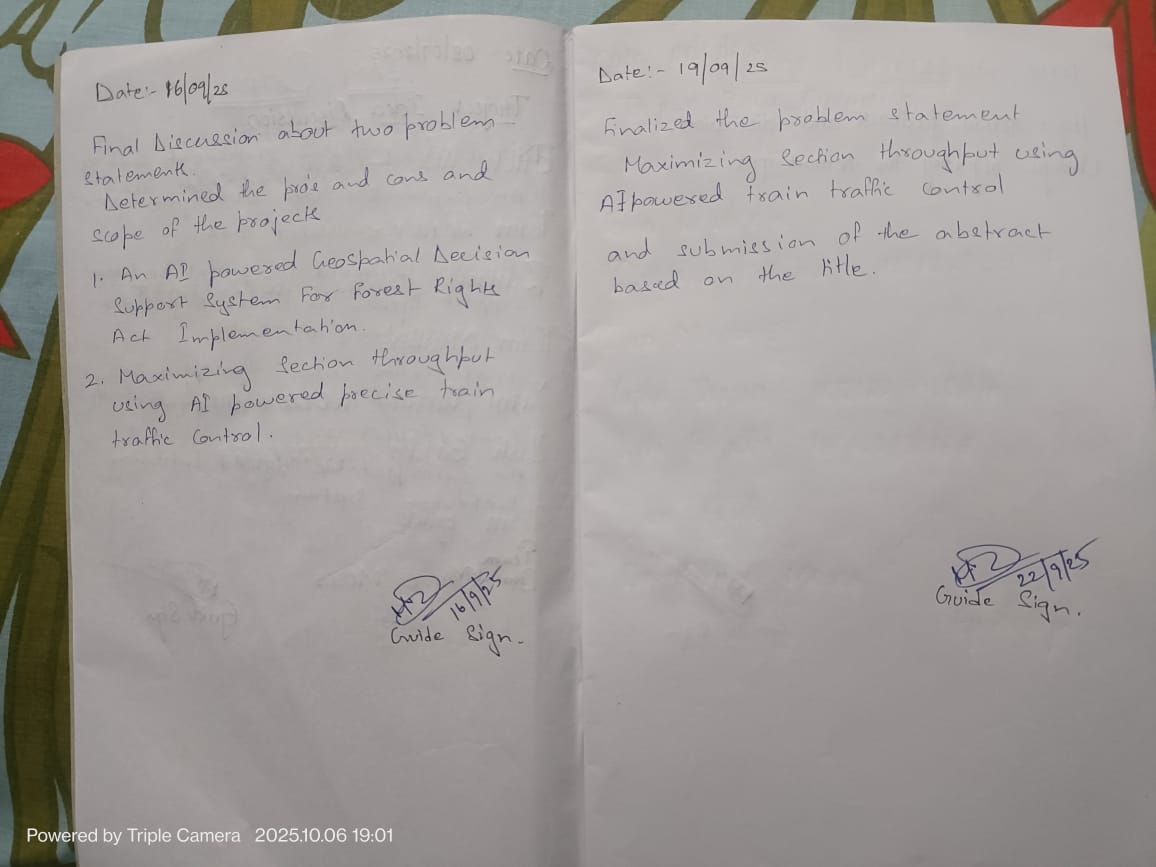 Date:- 16/09/25
Final Discussion about two problem
statements.
Determined the pro's and cons and
scope of the projects
1. An AI powered Geospatial Decision
Support System For Forest Rights
Act Implementation.
2. Maximizing Section throughput
using AI powered precise train
traffic Control.
16/9/25
Guide Sign.
Date:- 19/09/25
Finalized the problem statement
Maximizing Section throughput using
AI powered train traffic control
and submission of the abstract
based on the title.
22/9/25
Guide Sign.
Powered by Triple Camera 2025.10.06 19:01